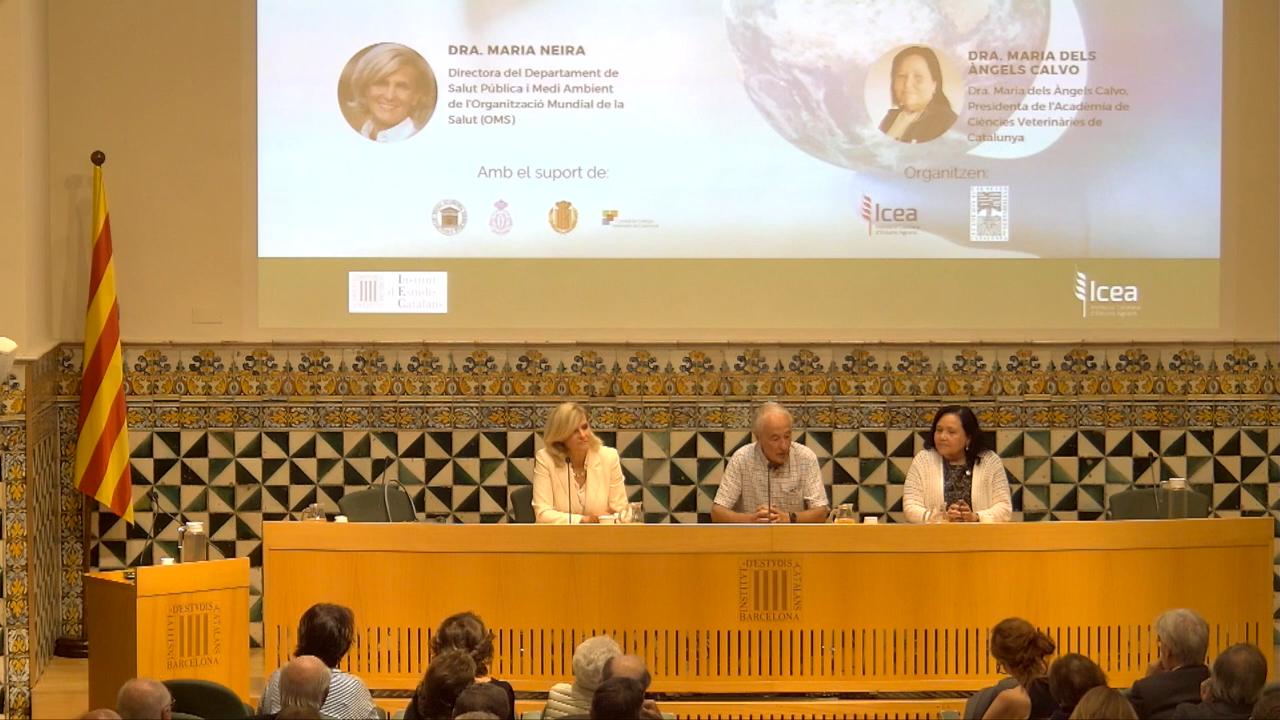 DRA. MARIA NEIRA
Directora del Departament de
Salut Pública i Medi Ambient
de l'Organització Mundial de la
Salut (OMS)
DRA. MARIA DELS
ÀNGELS CALVO
Dra. Maria dels Àngels Calvo,
Presidenta de l'Acadèmia de
Ciències Veterinàries de
Catalunya
Amb el suport de:
Organitzen:
Icea
Institut
d'Estudis
Catalans
Icea
INSTITVT
D'ESTVDIS
CATALANS
BARCELONA
INSTITVT
D'ESTVDIS
CATALANS
BARCELONA